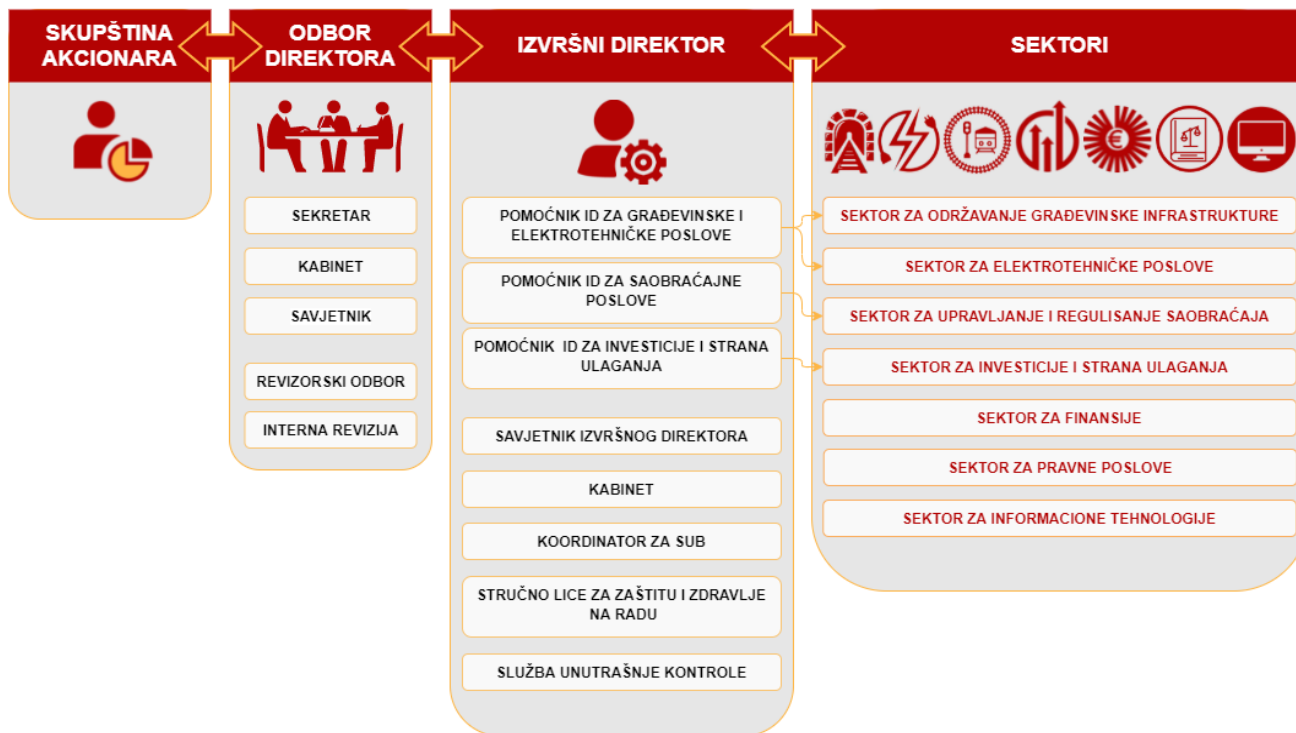 SKUPŠTINA
AKCIONARA
ODBOR
DIREKTORA
IZVRŠNI DIREKTOR
SEKTORI
SEKRETAR
KABINET
SAVJETNIK
REVIZORSKI ODBOR
INTERNA REVIZIJA
POMOĆNIK ID ZA GRAĐEVINSKE I
ELEKTROTEHNIČKE POSLOVE
POMOĆNIK ID ZA SAOBRAĆAJNE
POSLOVE
POMOĆNIK ID ZA INVESTICIJE I STRANA
ULAGANJA
SAVJETNIK IZVRŠNOG DIREKTORA
KABINET
KOORDINATOR ZA SUB
STRUČNO LICE ZA ZAŠTITU I ZDRAVLJE
NA RADU
SLUŽBA UNUTRAŠNJE KONTROLE
€
SEKTOR ZA ODRŽAVANJE GRAĐEVINSKE INFRASTRUKTURE
SEKTOR ZA ELEKTROTEHNIČKE POSLOVE
SEKTOR ZA UPRAVLJANJE I REGULISANJE SAOBRAĆAJA
SEKTOR ZA INVESTICIJE I STRANA ULAGANJA
SEKTOR ZA FINANSIJE
SEKTOR ZA PRAVNE POSLOVE
SEKTOR ZA INFORMACIONE TEHNOLOGIJE